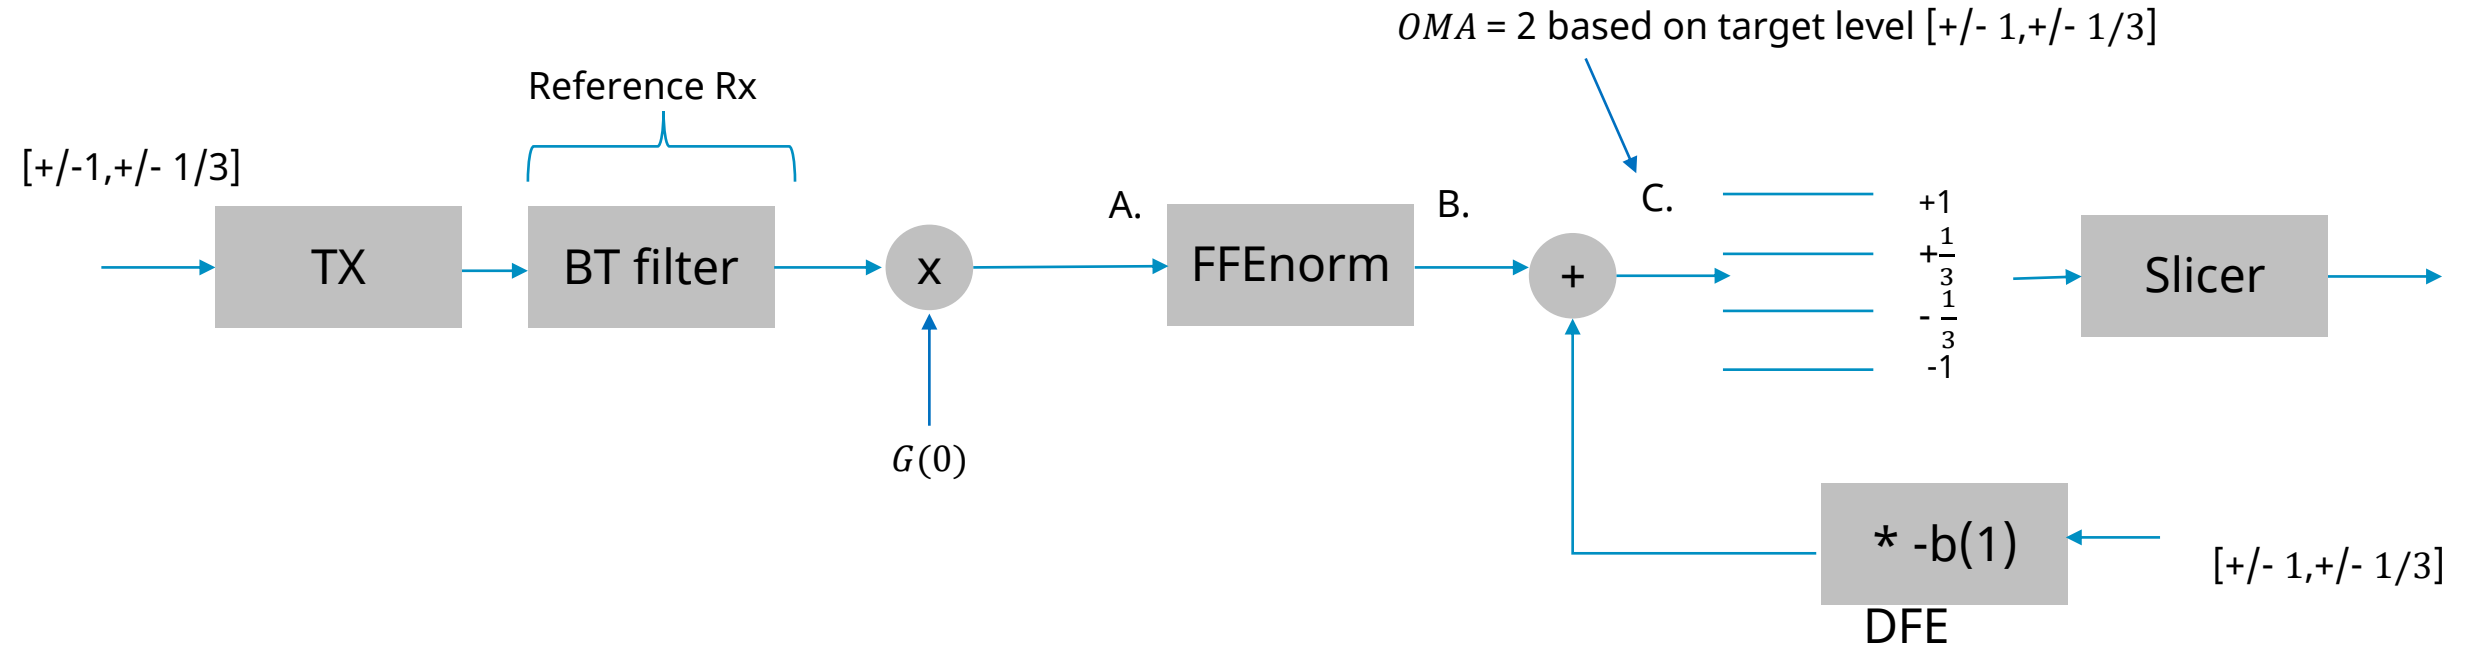 OMA = 2 based on target level [+/- 1,+/- 1/3]
Reference Rx
[+/-1,+/- 1/3]
A.
B.
C.
TX
BT filter
x
FFEnorm
+
+1
+1/3
- 1/3
-1
Slicer
G(0)
* -b(1)
[+/- 1,+/- 1/3]
DFE